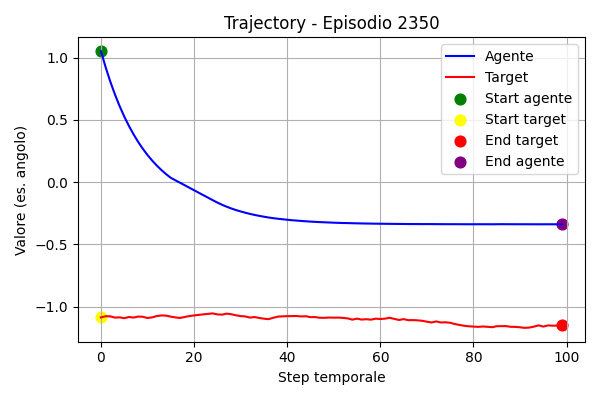 Trajectory - Episodio 2350
Agente
Target
Start agente
Start target
End target
End agente
Valore (es. angolo)
1.0
0.5
0.0
−0.5
−1.0
0
20
40
60
80
100
Step temporale